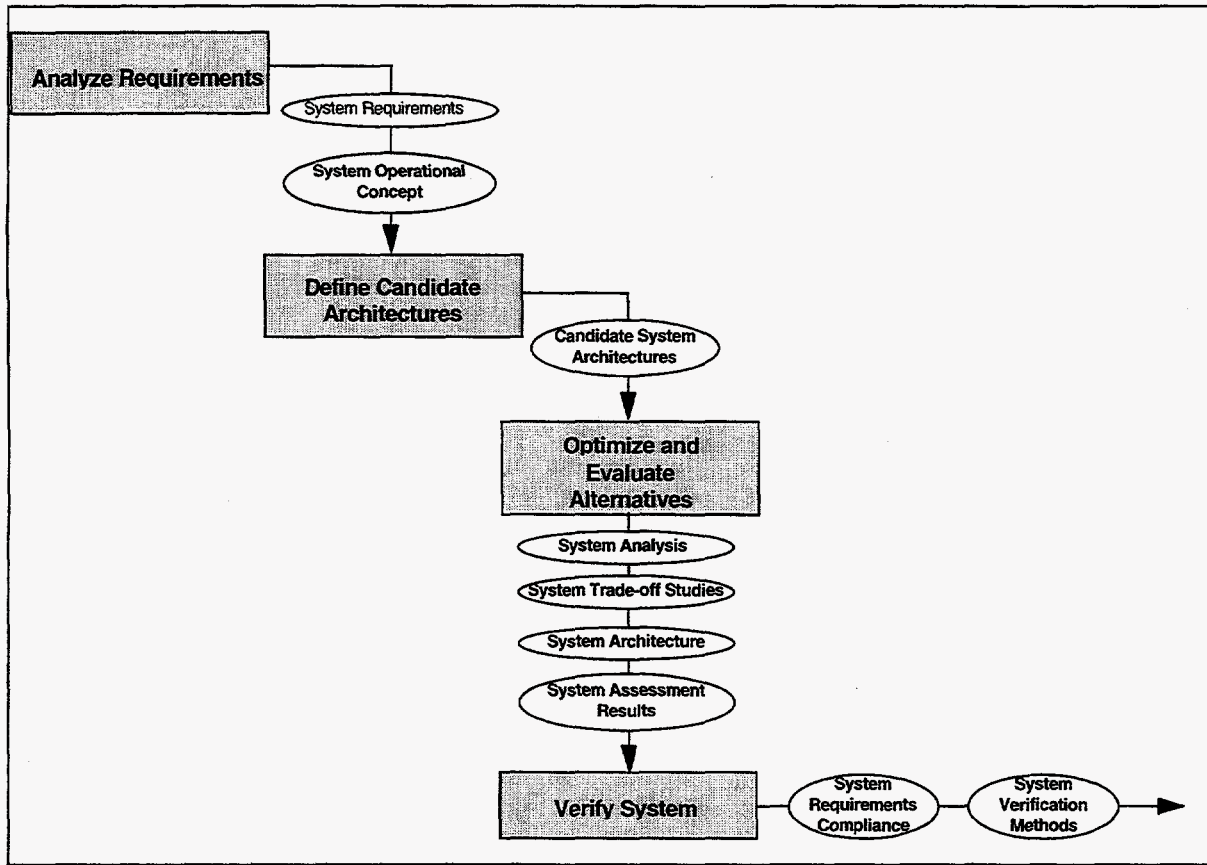 Analyze Requirements
System Requirements
System Operational
Concept
Define Candidate
Architectures
Candidate System
Architectures
Optimize and
Evaluate
Alternatives
System Analysis
System Trade-off Studies
System Architecture
System Assessment
Results
Verify System
System
Requirements
Compliance
System
Verification
Methods